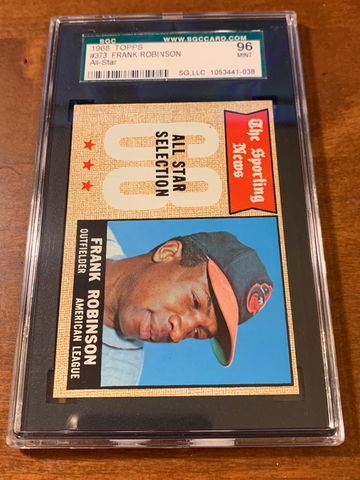 SGC
WWW.SGCCARD.COM
1968 TOPPS
#373 FRANK ROBINSON
All-Star
96
MINT
SG, LLC 1053441-038
The Sporting
News
68
ALL STAR
SELECTION
FRANK ROBINSON
OUTFIELDER
AMERICAN LEAGUE